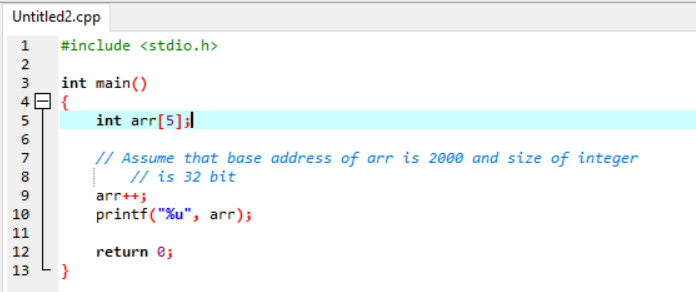 Untitled2.cpp
1 #include <stdio.h>
2
3 int main()
4 {
5 int arr[5];
6
7 // Assume that base address of arr is 2000 and size of integer
8 // is 32 bit
9 arr++;
10 printf("%u", arr);
11
12 return 0;
13 }